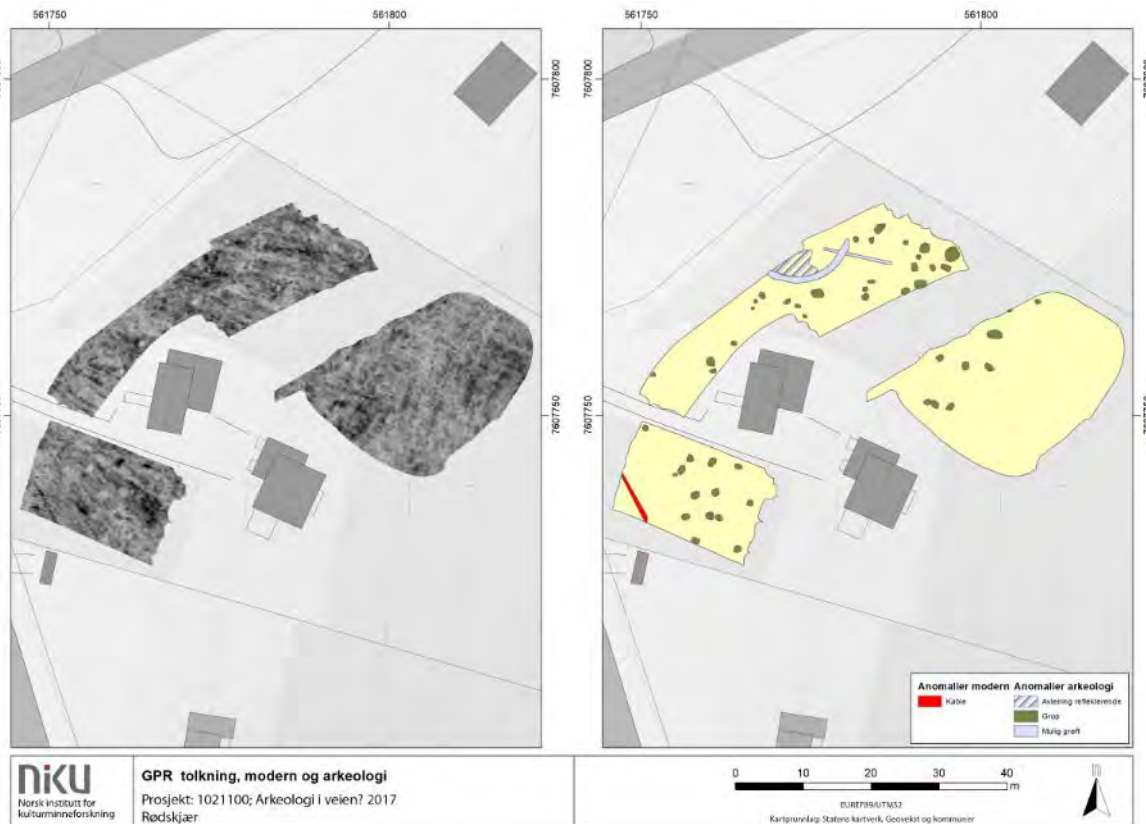 561750
561800
561750
561800
7607800
7607800
7607750
7607750
7607750
Anomalier modern
Kable
Anomalier arkeologi
Avleiring reflekterende
Grop
Mulig grøft
niku
Norsk institutt for
kulturminneforskning
GPR tolkning, modern og arkeologi
Prosjekt: 1021100; Arkeologi i veien? 2017
Rødskjær
0 10 20 30 40
m
EUREF89/UTM32
Kartgrunnlag: Statens kartverk, Geovekst og kommuner
n